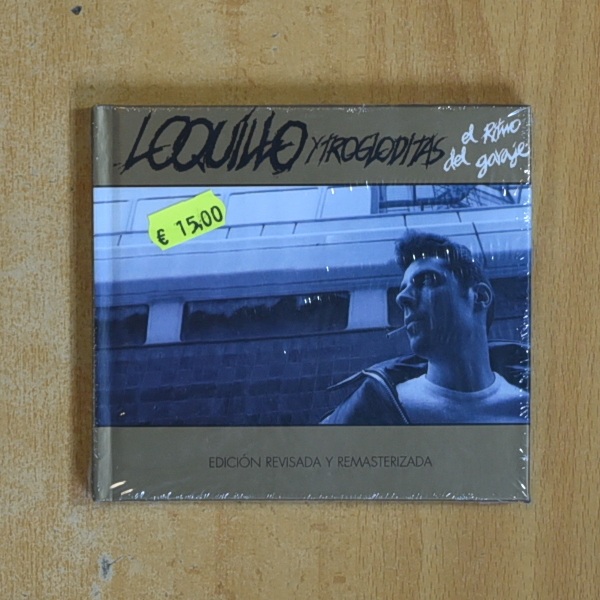 LOQUILLO Y TROGLODITAS
el Ritmo
del garaje
€ 15,00
EDICIÓN REVISADA Y REMASTERIZADA